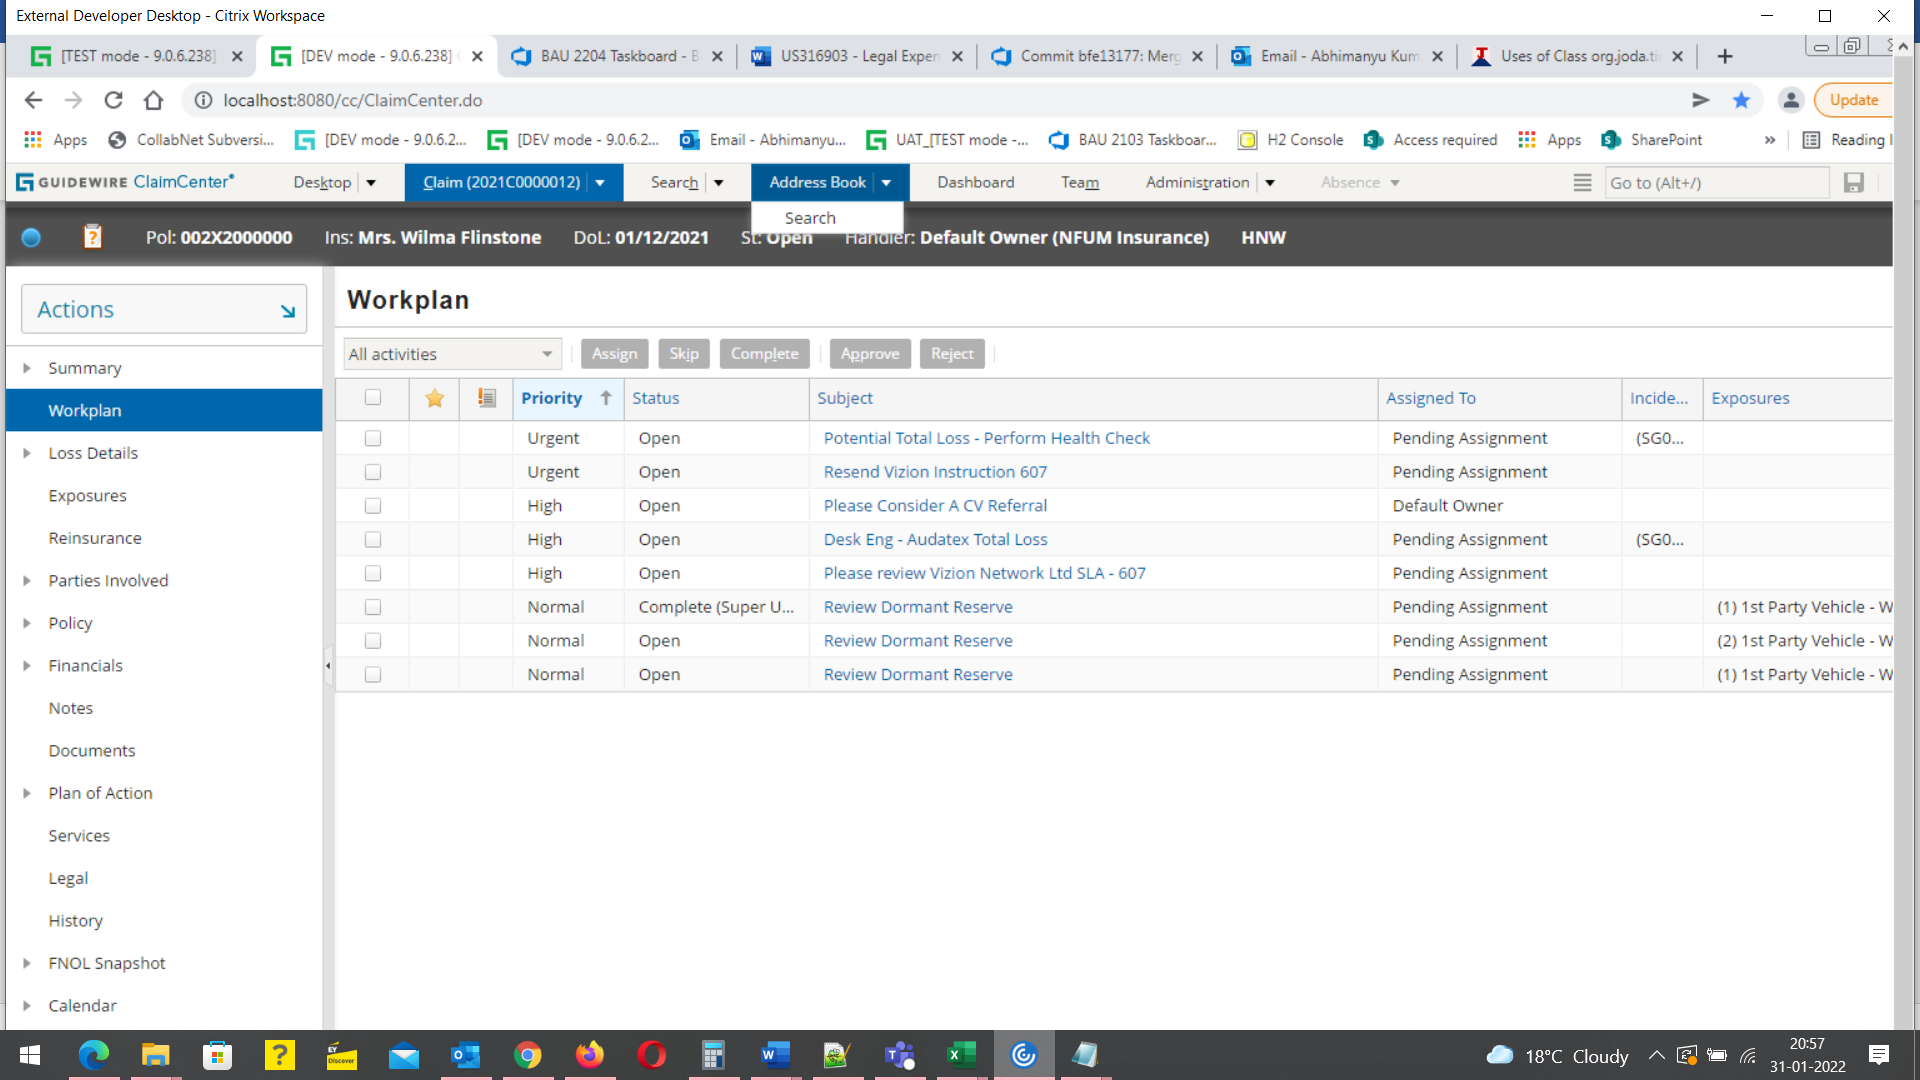 External Developer Desktop - Citrix Workspace
[TEST mode - 9.0.6.238]
[DEV mode - 9.0.6.238]
BAU 2204 Taskboard - B
US316903 - Legal Expen
Commit bfe13177: Merg
Email - Abhimanyu Kum
Uses of Class org.joda.ti
localhost:8080/cc/ClaimCenter.do
Update
Apps
CollabNet Subversi...
[DEV mode - 9.0.6.2...
[DEV mode - 9.0.6.2...
Email - Abhimanyu...
UAT_[TEST mode -...
BAU 2103 Taskboar...
H2 Console
Access required
Apps
SharePoint
»
Reading l
GUIDEWIRE ClaimCenter
Desktop
Claim (2021C0000012)
Search
Address Book
Dashboard
Team
Administration
Absence
Go to (Alt+/)
Search
Pol: 002X2000000
Ins: Mrs. Wilma Flinstone
DoL: 01/12/2021
St: Open
Handler: Default Owner (NFUM Insurance)
HNW
Actions
Summary
Workplan
Loss Details
Exposures
Reinsurance
Parties Involved
Policy
Financials
Notes
Documents
Plan of Action
Services
Legal
History
FNOL Snapshot
Calendar
Workplan
All activities
Assign
Skip
Complete
Approve
Reject
Priority Status Subject Assigned To Incide... Exposures
Urgent Open Potential Total Loss - Perform Health Check Pending Assignment (SG0...
Urgent Open Resend Vizion Instruction 607 Pending Assignment
High Open Please Consider A CV Referral Default Owner
High Open Desk Eng - Audatex Total Loss Pending Assignment (SG0...
High Open Please review Vizion Network Ltd SLA - 607 Pending Assignment
Normal Complete (Super U... Review Dormant Reserve Pending Assignment (1) 1st Party Vehicle - W
Normal Open Review Dormant Reserve Pending Assignment (2) 1st Party Vehicle - W
Normal Open Review Dormant Reserve Pending Assignment (1) 1st Party Vehicle - W
EY
Discover
18°C Cloudy
20:57
31-01-2022